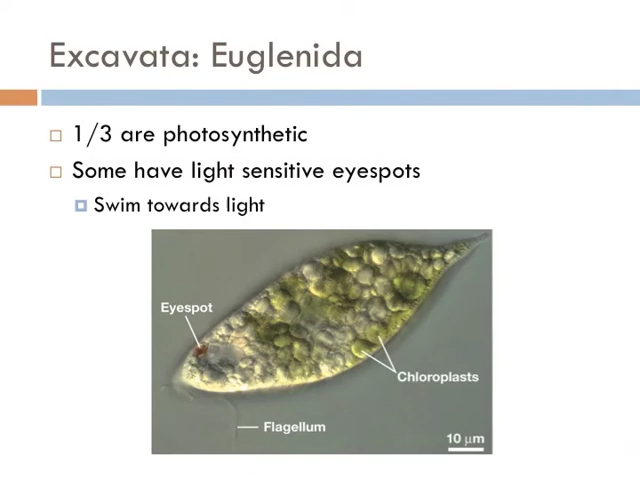 Excavata: Euglenida
1/3 are photosynthetic
Some have light sensitive eyespots
Swim towards light
Eyespot
Chloroplasts
Flagellum
10 μm